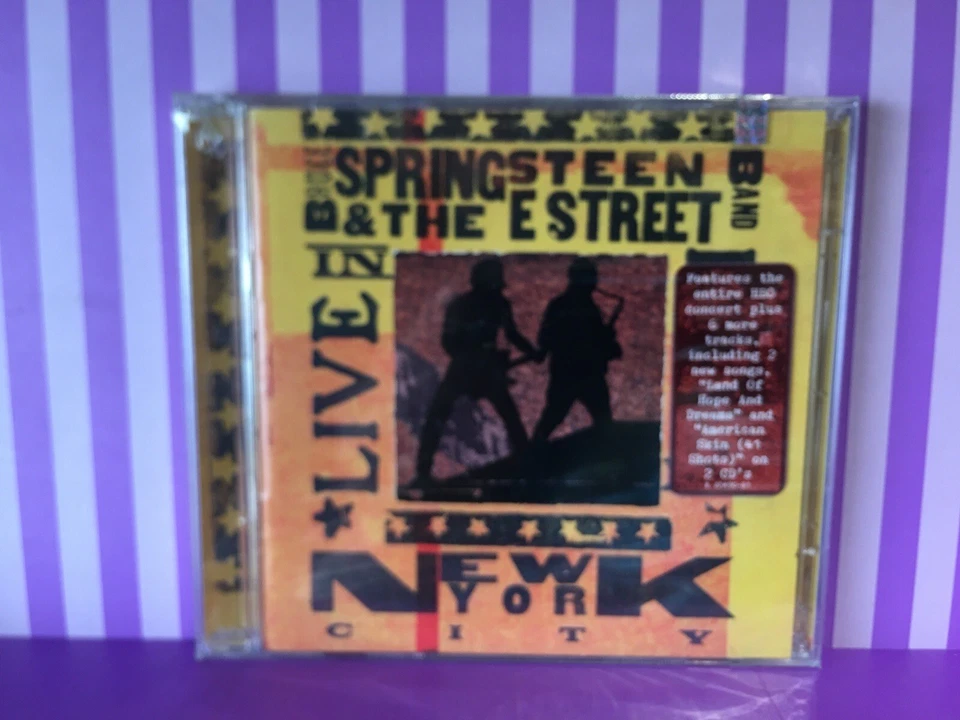 BRUCE
SPRINGSTEEN
& THE E STREET
BAND
LIVE IN
NEW YORK
CITY
Features the
entire HBO
concert plus
6 more
tracks,
including 2
new songs,
"Land Of
Hope And
Dreams" and
"American
Skin (41
Shots)" on
2 CD's